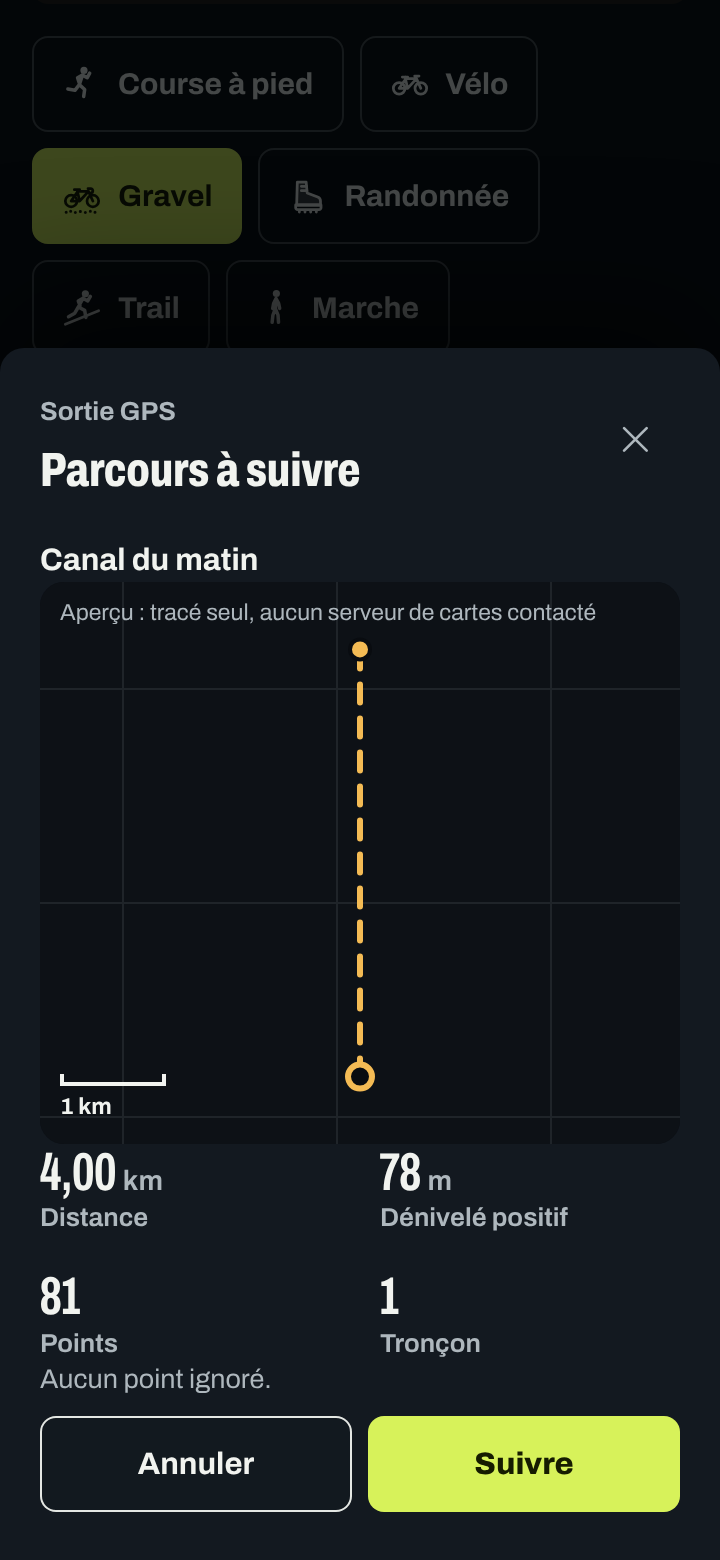 Course à pied
Vélo
Gravel
Randonnée
Trail
Marche
Sortie GPS
Parcours à suivre
Canal du matin
Aperçu : tracé seul, aucun serveur de cartes contacté
1 km
4,00 km
78 m
Distance
Dénivelé positif
81
1
Points
Tronçon
Aucun point ignoré.
Annuler
Suivre